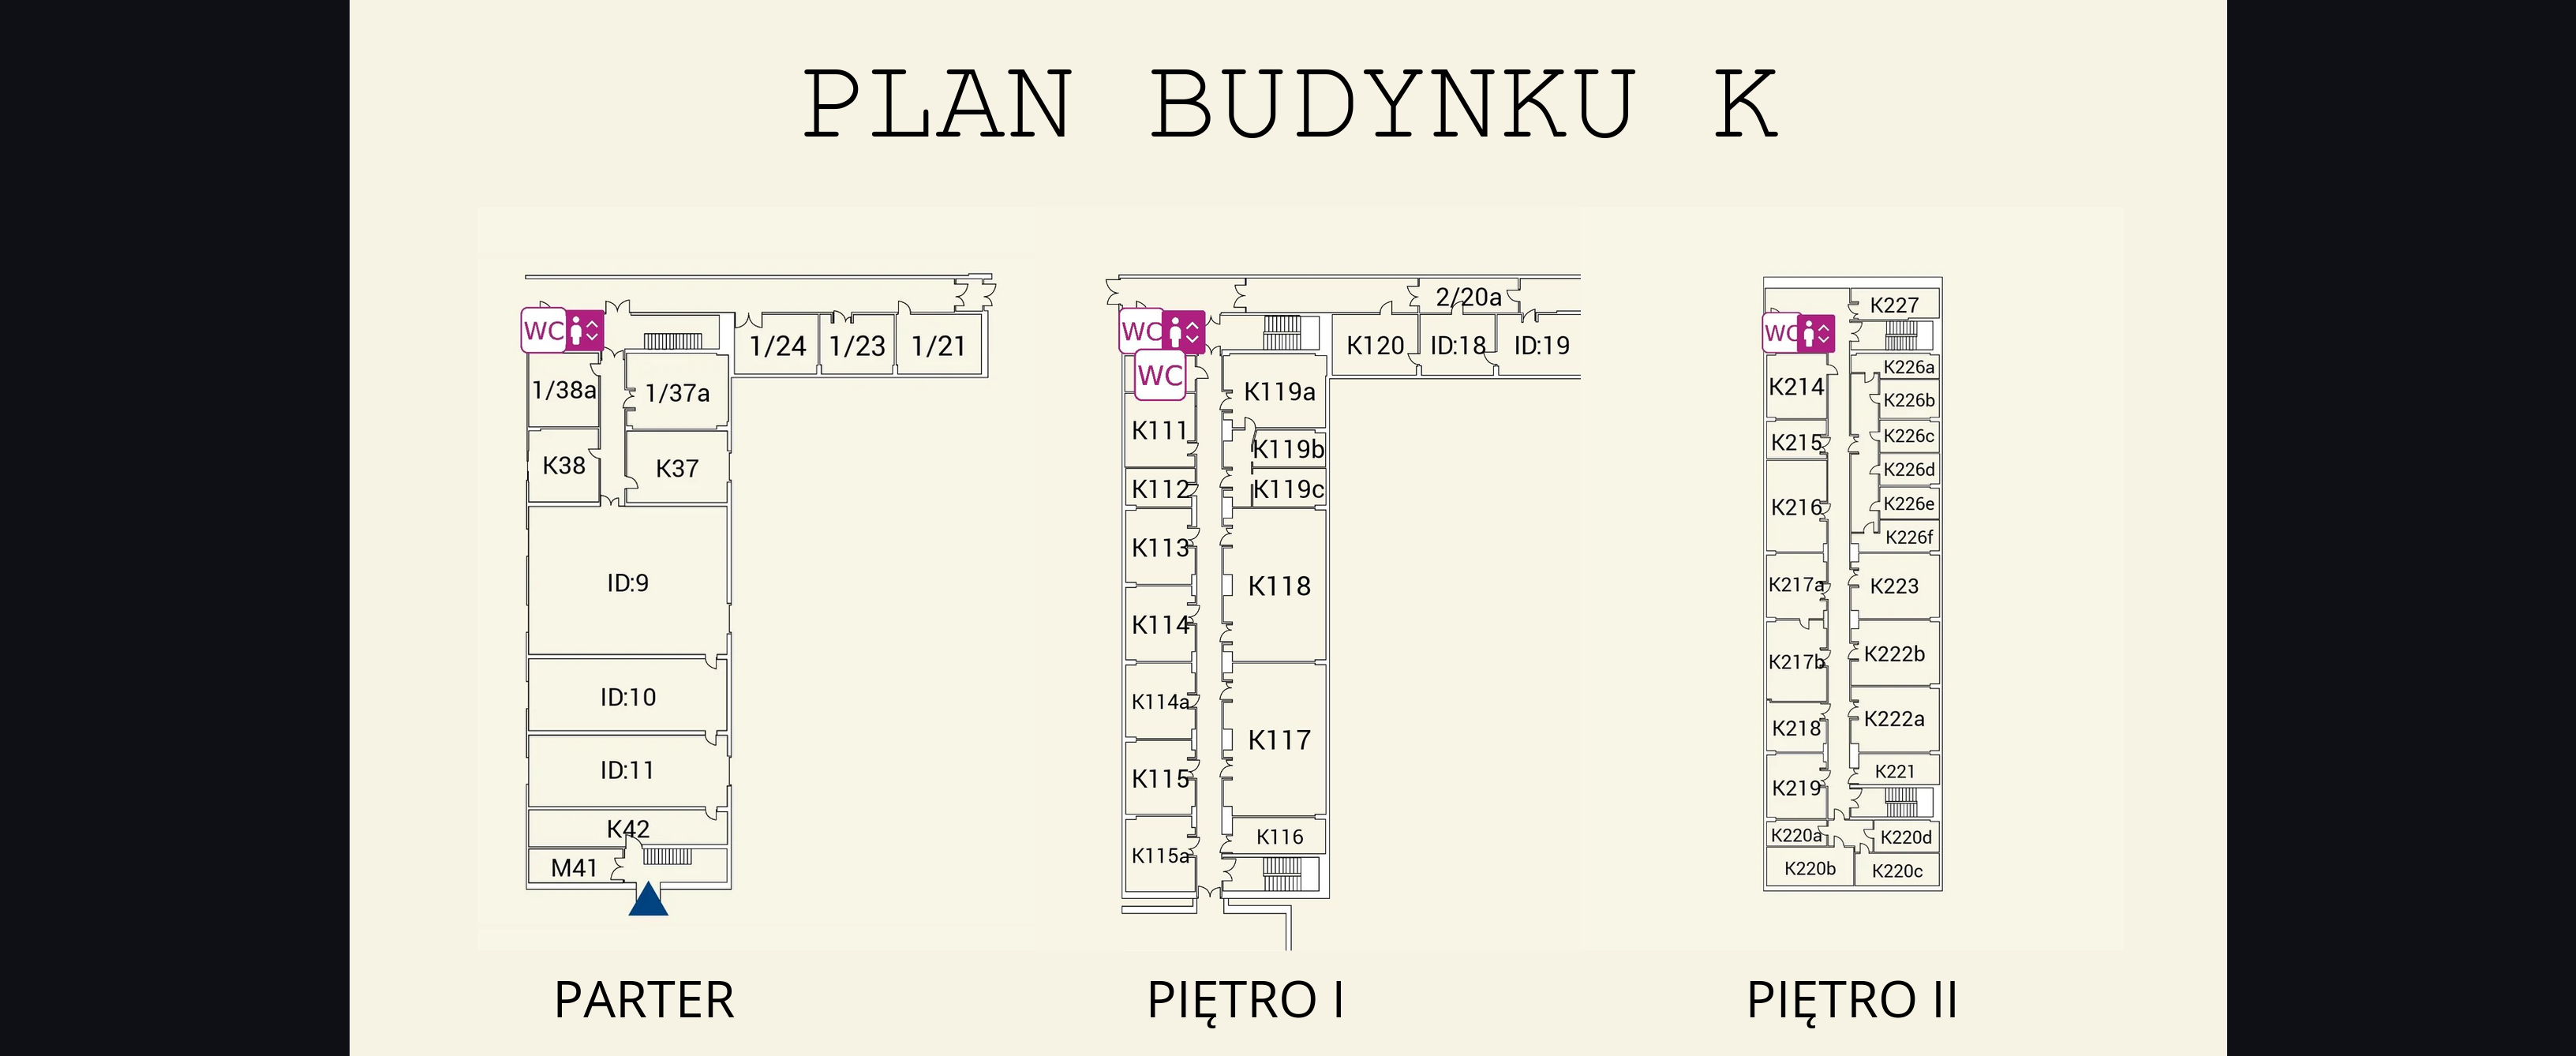 PLAN BUDYNKU K
WC
1/24
1/23
1/21
1/38a
1/37a
K38
K37
ID:9
ID:10
ID:11
K42
M41
PARTER
2/20a
WC
K120
ID:18
ID:19
WC
K119a
K111
K119b
K112
K119c
K113
K118
K114
K114a
K117
K115
K116
K115a
PIĘTRO I
K227
WC
K226a
K214
K226b
K215
K226c
K226d
K216
K226e
K226f
K217a
K223
K217b
K222b
K218
K222a
K221
K219
K220a
K220d
K220b
K220c
PIĘTRO II